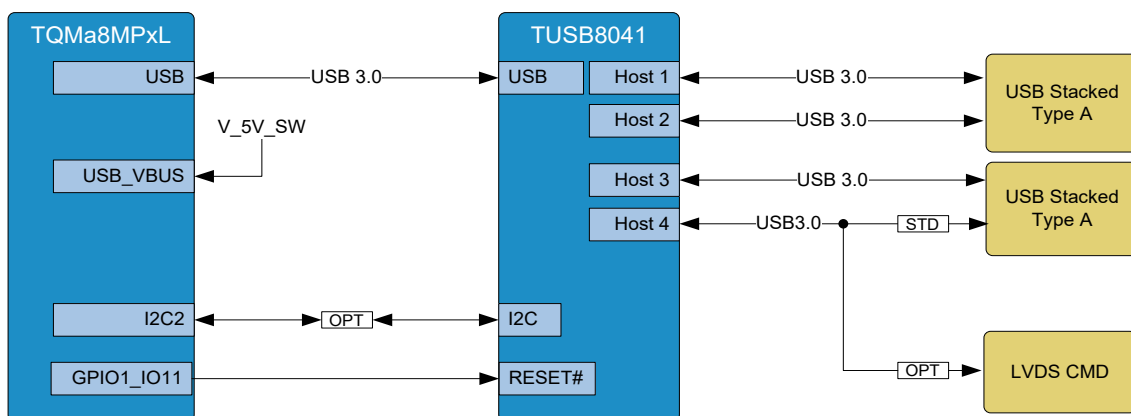 TQMa8MPxL
TUSB8041
USB
USB 3.0
USB
Host 1
USB 3.0
USB Stacked
Type A
V_5V_SW
Host 2
USB 3.0
USB_VBUS
Host 3
USB 3.0
USB Stacked
Type A
Host 4
USB3.0
STD
I2C2
OPT
I2C
GPIO1_IO11
RESET#
OPT
LVDS CMD